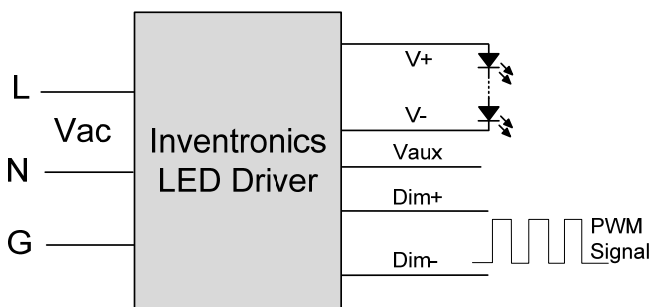 L
Vac
N
G
Inventronics
LED Driver
V+
V-
Vaux
Dim+
Dim-
PWM
Signal